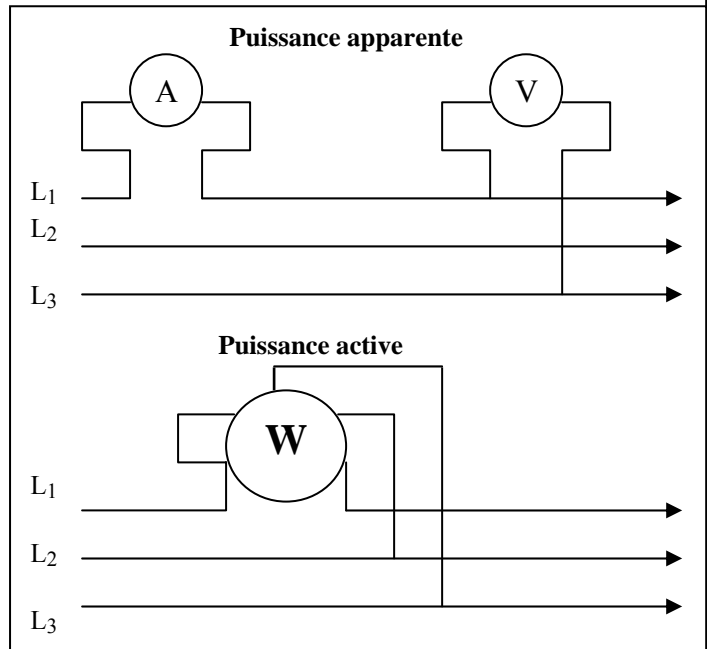 Puissance apparente
A V
L1
L2
L3
Puissance active
W
L1
L2
L3